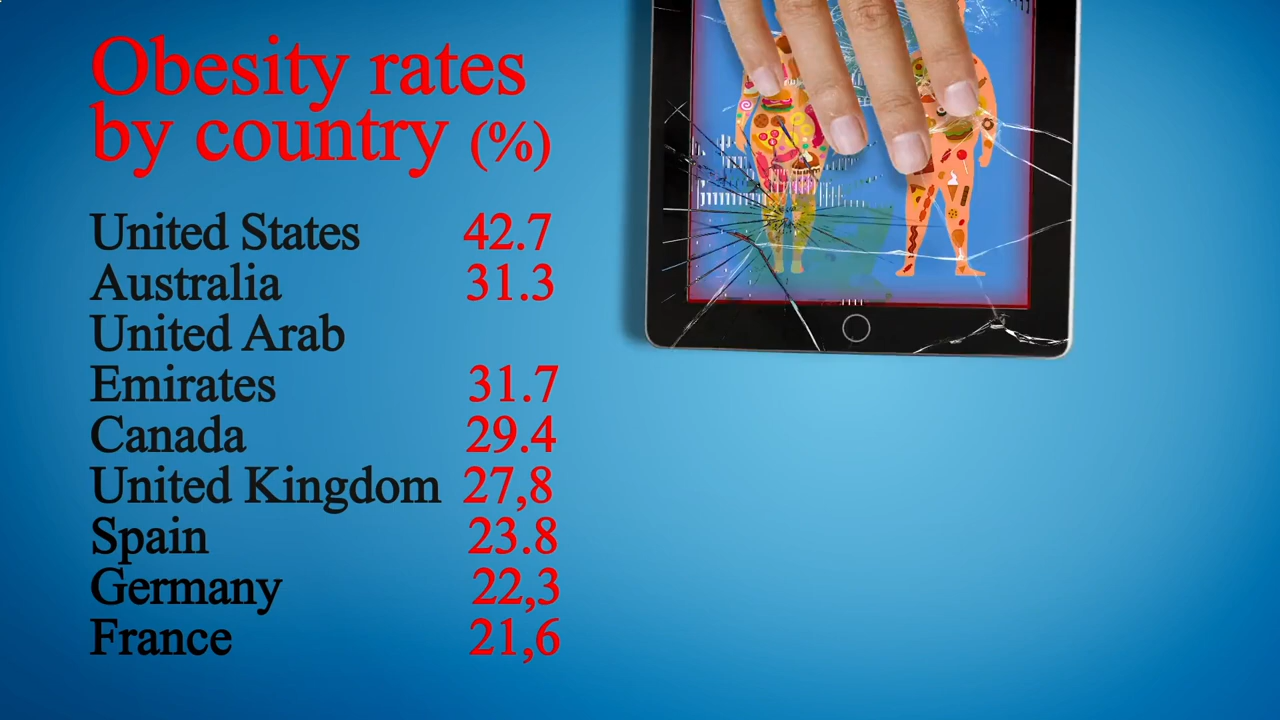 Obesity rates
by country (%)
United States 42.7
Australia 31.3
United Arab
Emirates 31.7
Canada 29.4
United Kingdom 27,8
Spain 23.8
Germany 22,3
France 21,6